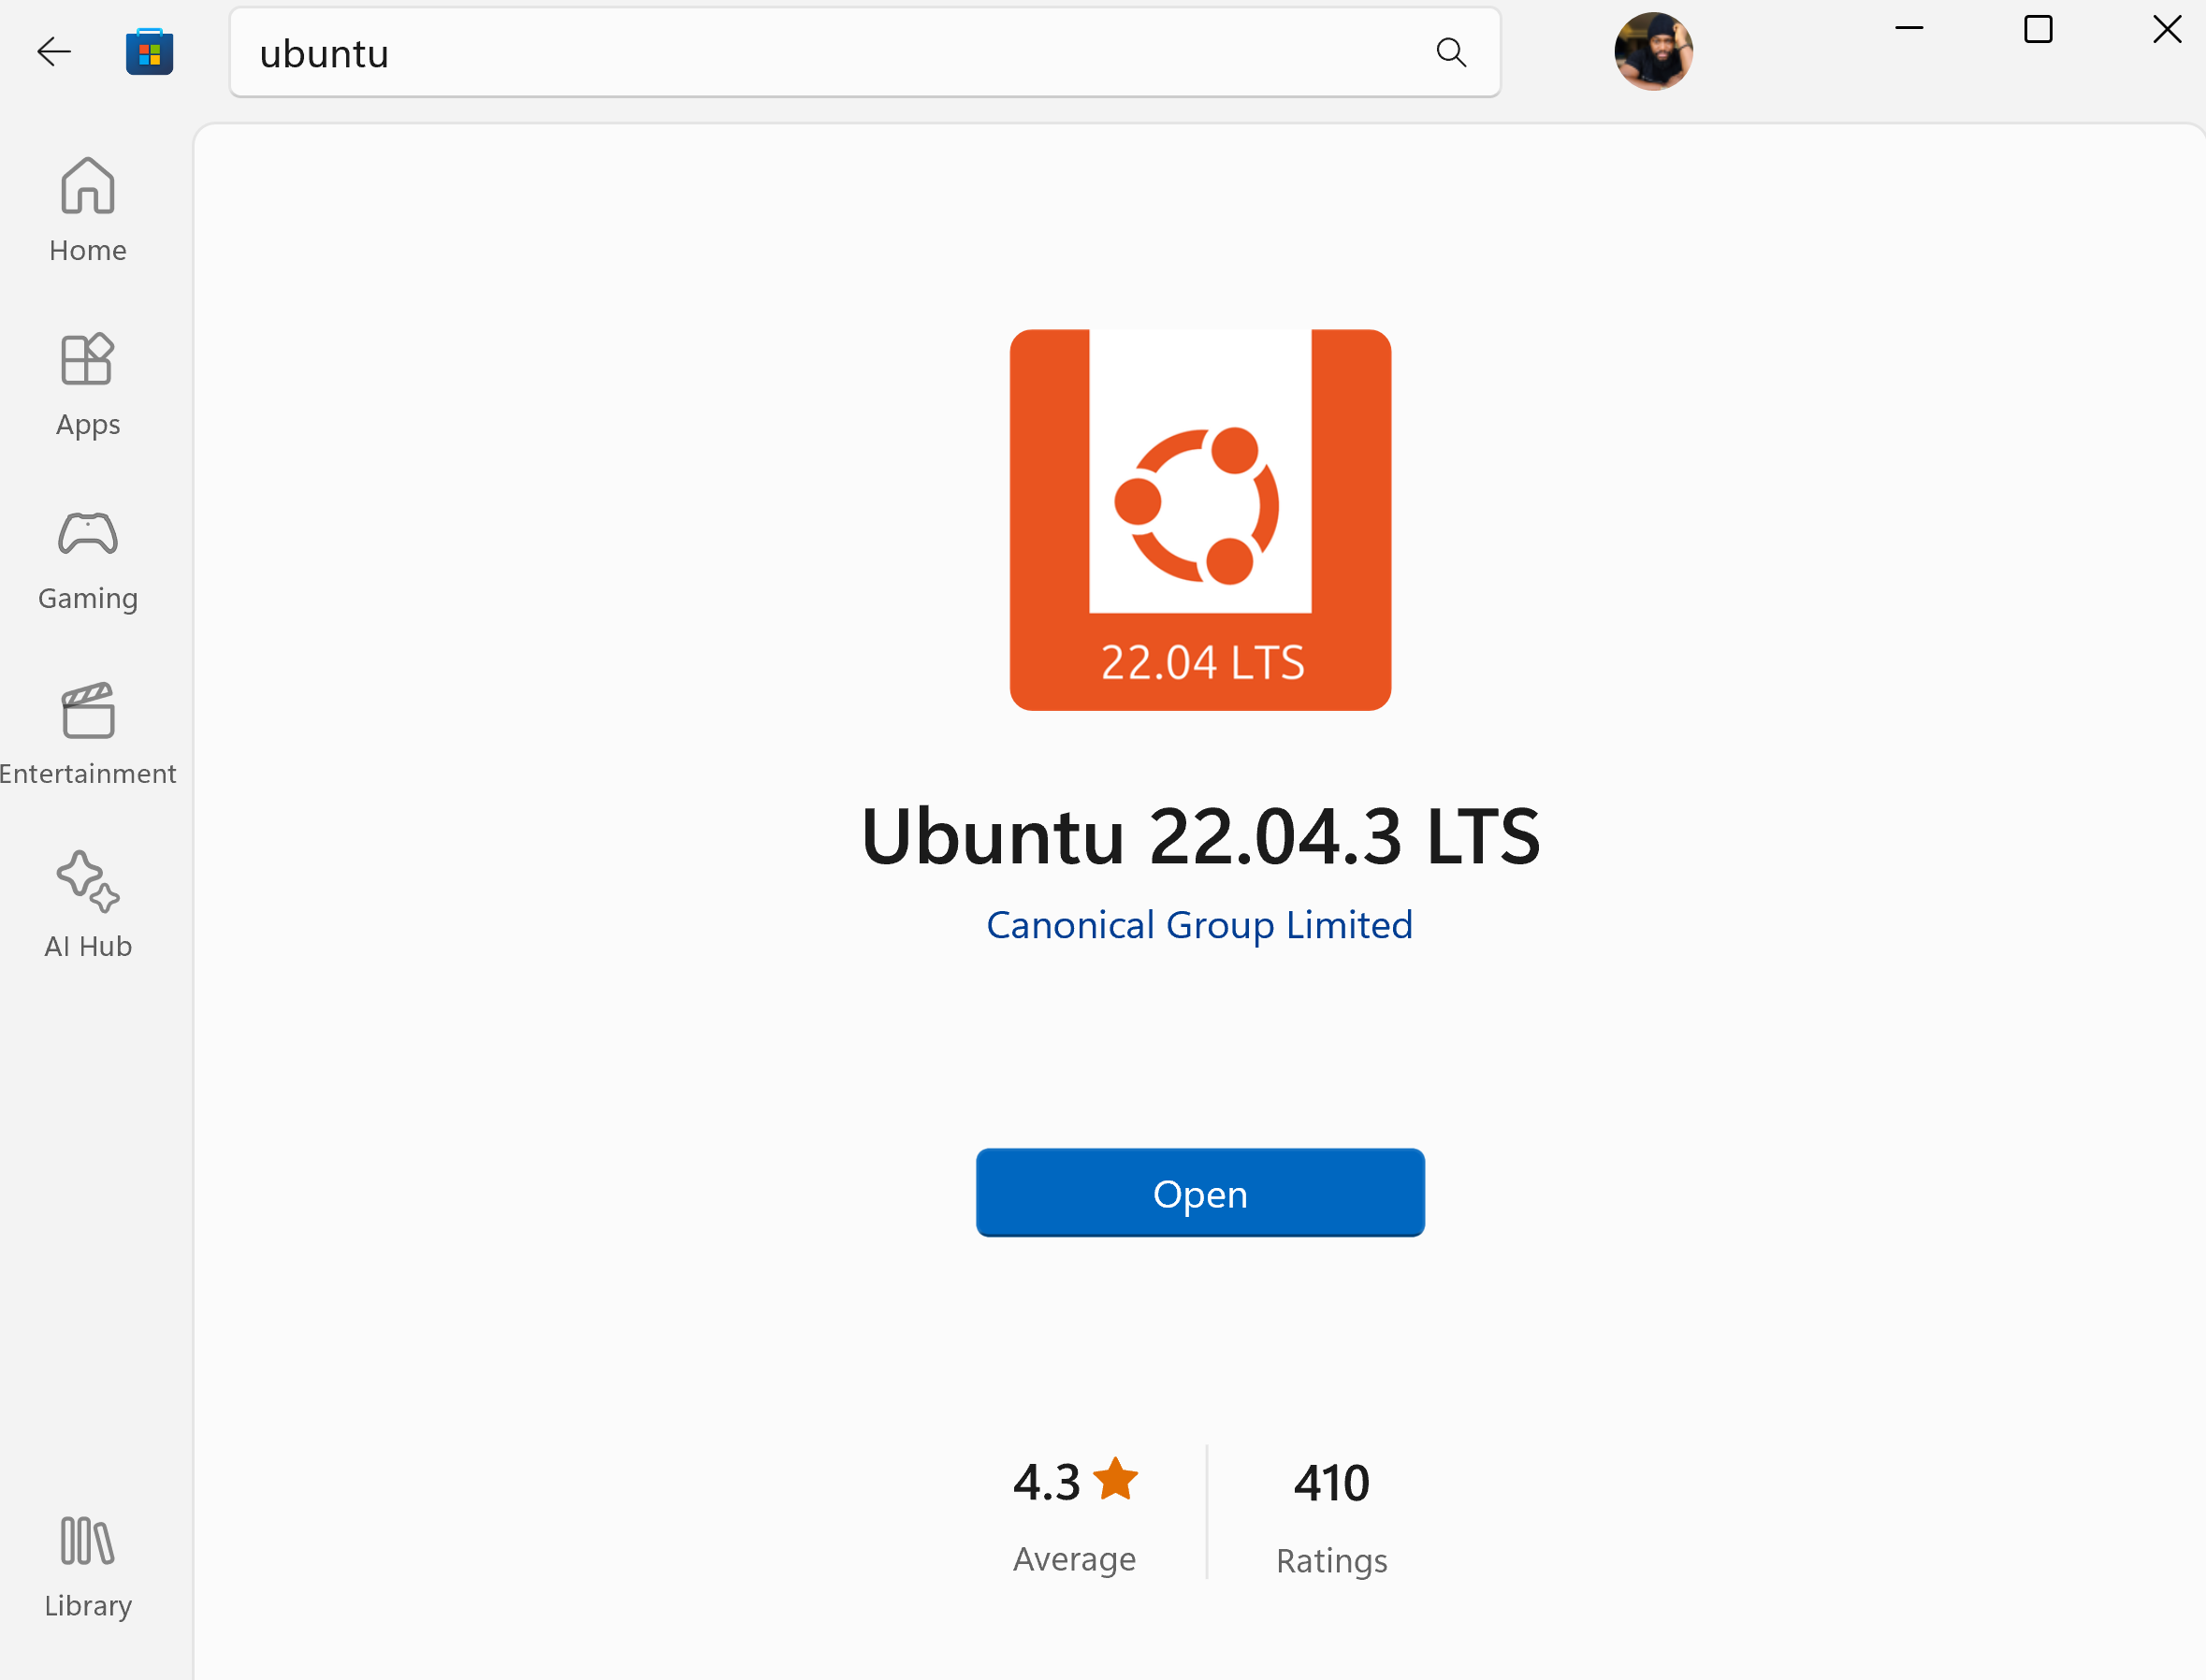 ubuntu
Home
Apps
Gaming
Entertainment
AI Hub
Library
22.04 LTS
Ubuntu 22.04.3 LTS
Canonical Group Limited
Open
4.3
Average
410
Ratings